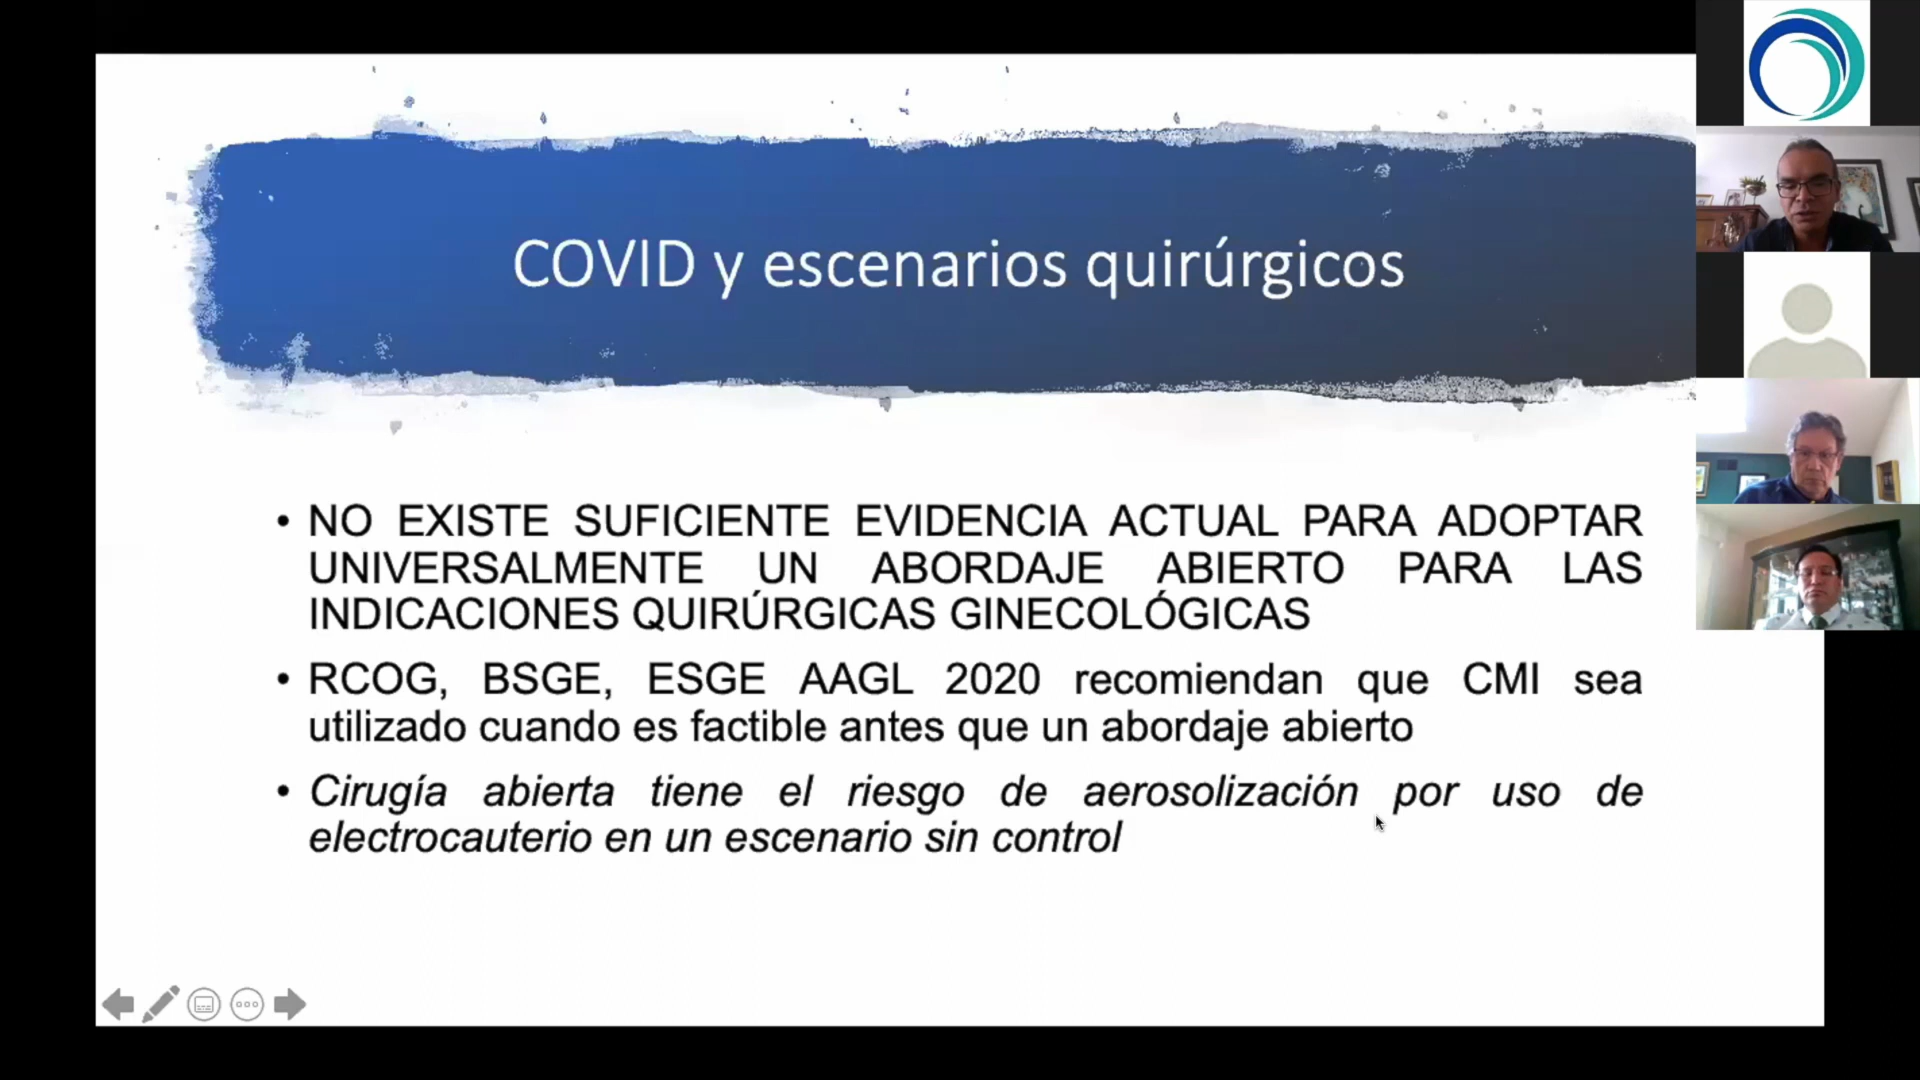 COVID y escenarios quirúrgicos
• NO EXISTE SUFICIENTE EVIDENCIA ACTUAL PARA ADOPTAR
UNIVERSALMENTE UN ABORDAJE ABIERTO PARA LAS
INDICACIONES QUIRÚRGICAS GINECOLÓGICAS
• RCOG, BSGE, ESGE AAGL 2020 recomiendan que CMI sea
utilizado cuando es factible antes que un abordaje abierto
• Cirugía abierta tiene el riesgo de aerosolización por uso de
electrocauterio en un escenario sin control